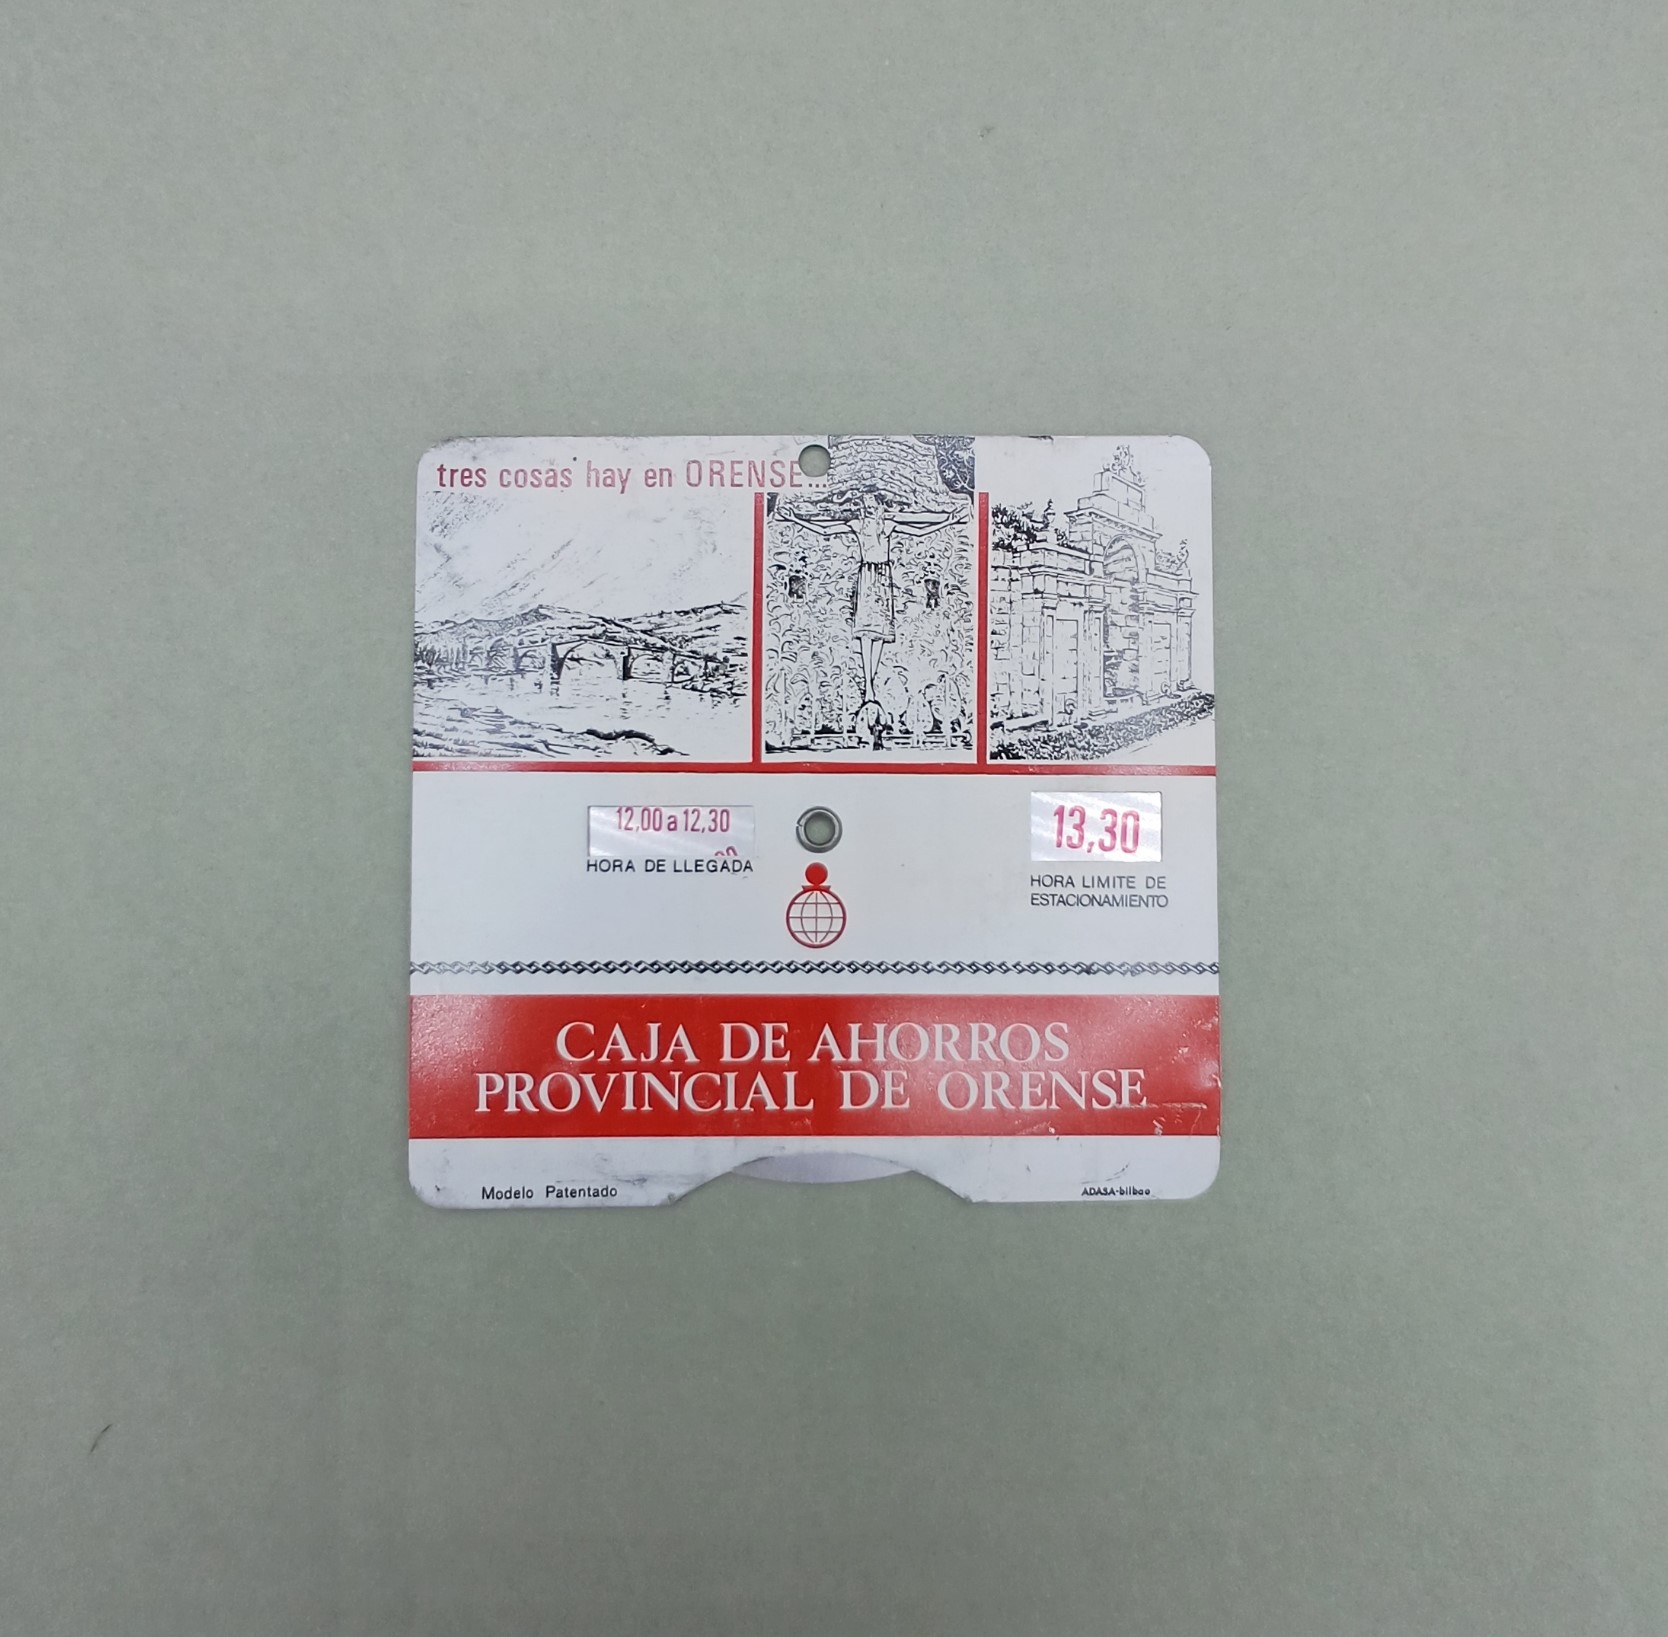 tres cosas hay en ORENSE...
12,00 a 12,30
HORA DE LLEGADA
13,30
HORA LIMITE DE
ESTACIONAMIENTO
CAJA DE AHORROS
PROVINCIAL DE ORENSE
Modelo Patentado
ADASA-bilbao